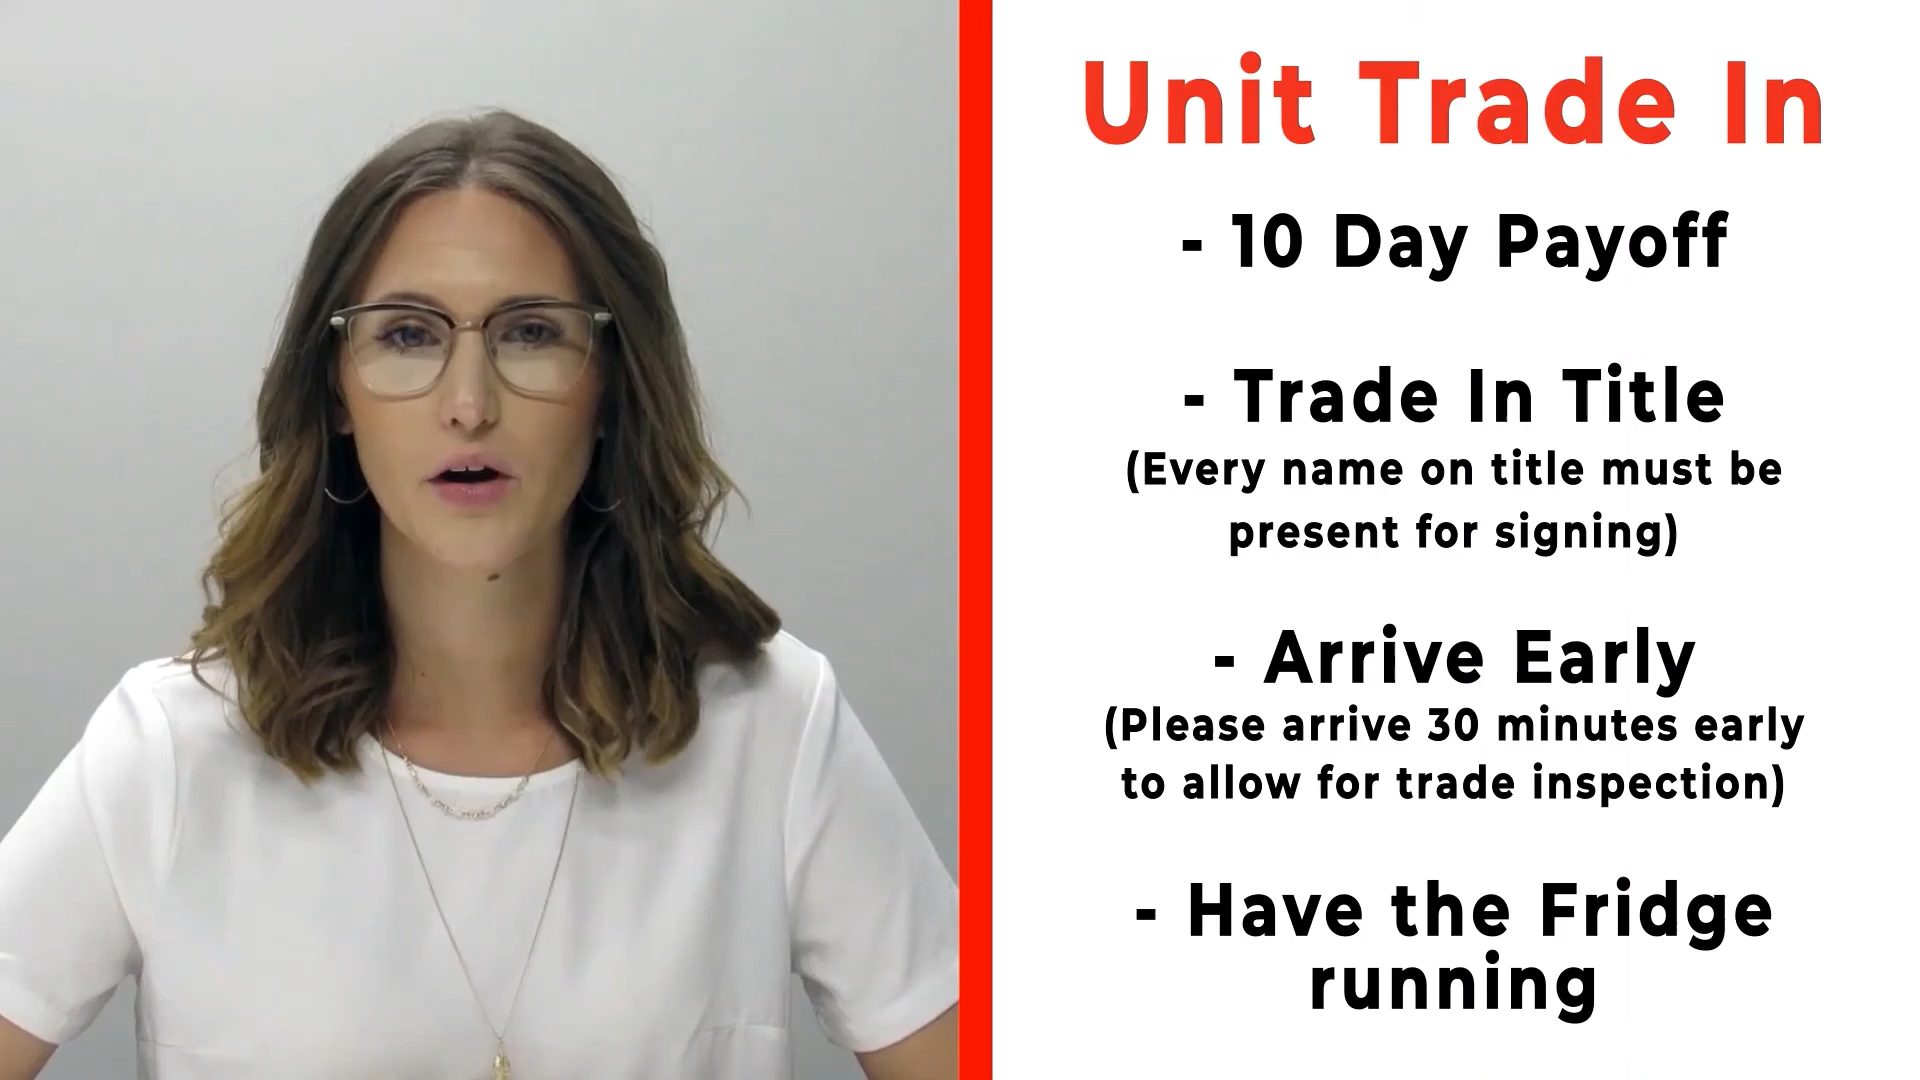 Unit Trade In
- 10 Day Payoff
- Trade In Title
(Every name on title must be
present for signing)
- Arrive Early
(Please arrive 30 minutes early
to allow for trade inspection)
- Have the Fridge
running